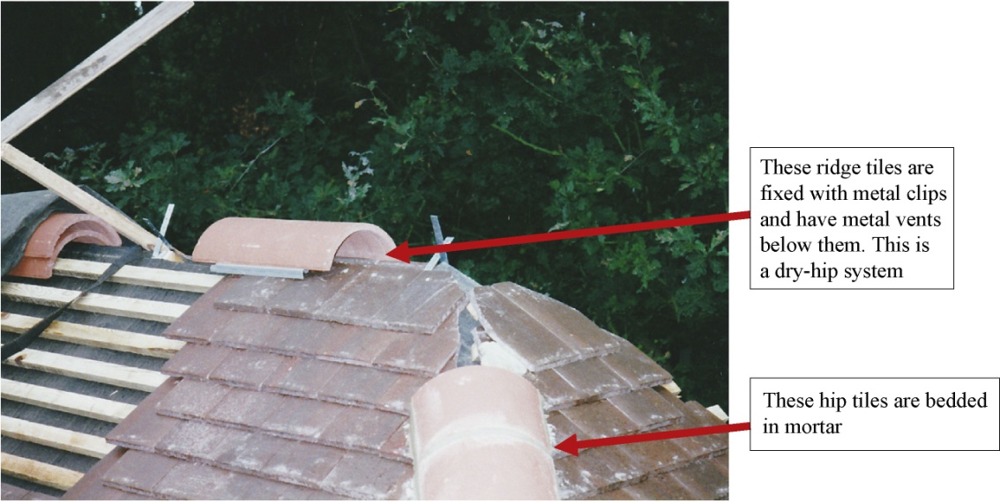 These ridge tiles are
fixed with metal clips
and have metal vents
below them. This is
a dry-hip system
These hip tiles are bedded
in mortar